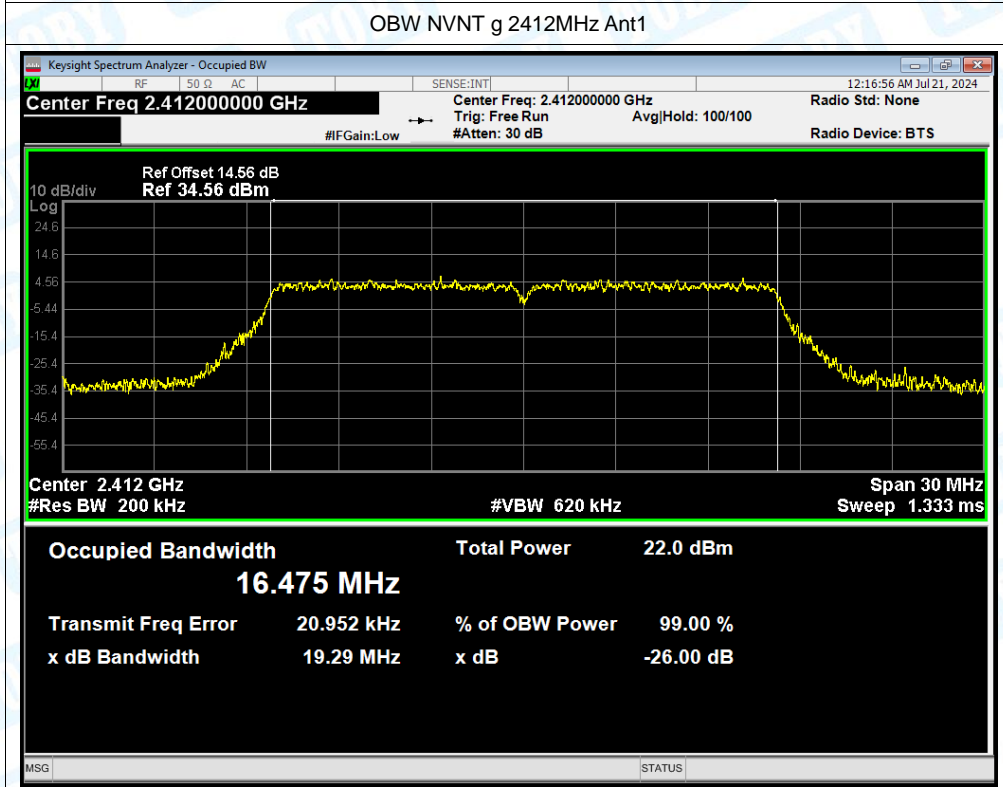 OBW NVNT g 2412MHz Ant1
Keysight Spectrum Analyzer - Occupied BW
LXI RF 50 Ω AC SENSE:INT 12:16:56 AM Jul 21, 2024
Center Freq 2.412000000 GHz Center Freq: 2.412000000 GHz Radio Std: None
Trig: Free Run Avg|Hold: 100/100
#IFGain:Low #Atten: 30 dB Radio Device: BTS
Ref Offset 14.56 dB
10 dB/div Ref 34.56 dBm
Log
24.6
14.6
4.56
-5.44
-15.4
-25.4
-35.4
-45.4
-55.4
Center 2.412 GHz Span 30 MHz
#Res BW 200 kHz #VBW 620 kHz Sweep 1.333 ms
Occupied Bandwidth Total Power 22.0 dBm
16.475 MHz
Transmit Freq Error 20.952 kHz % of OBW Power 99.00 %
x dB Bandwidth 19.29 MHz x dB -26.00 dB
MSG STATUS